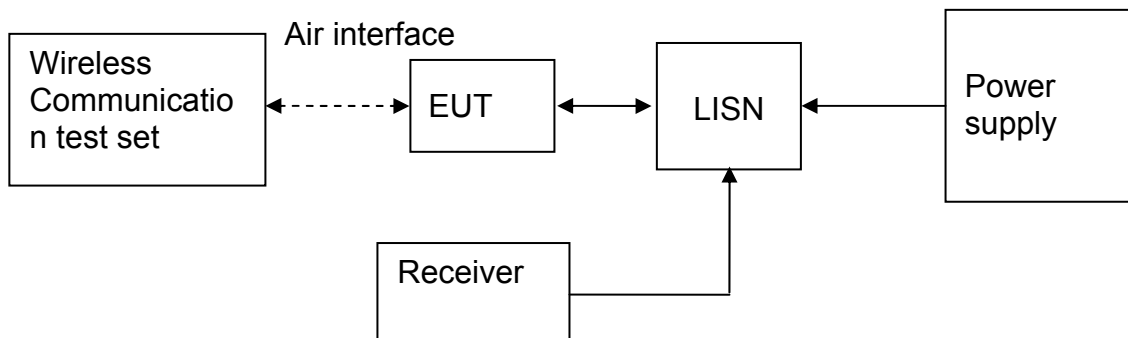 Air interface
Wireless
Communicatio
n test set
EUT
LISN
Power
supply
Receiver